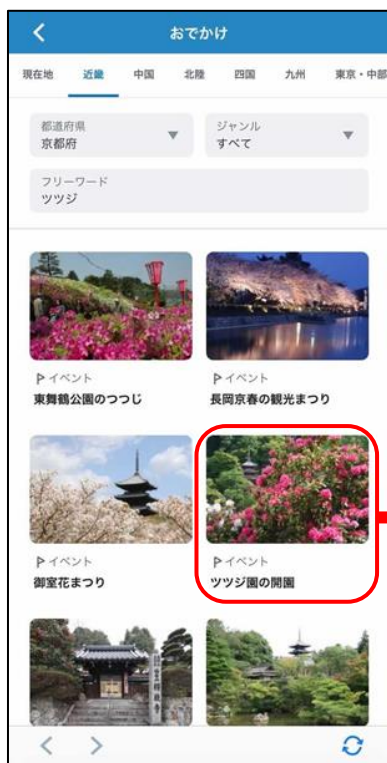 おでかけ
現在地 近畿 中国 北陸 四国 九州 東京・中部
都道府県
京都府
ジャンル
すべて
フリーワード
ツツジ
イベント
東舞鶴公園のつつじ
イベント
長岡京春の観光まつり
イベント
御室花まつり
イベント
ツツジ園の開園